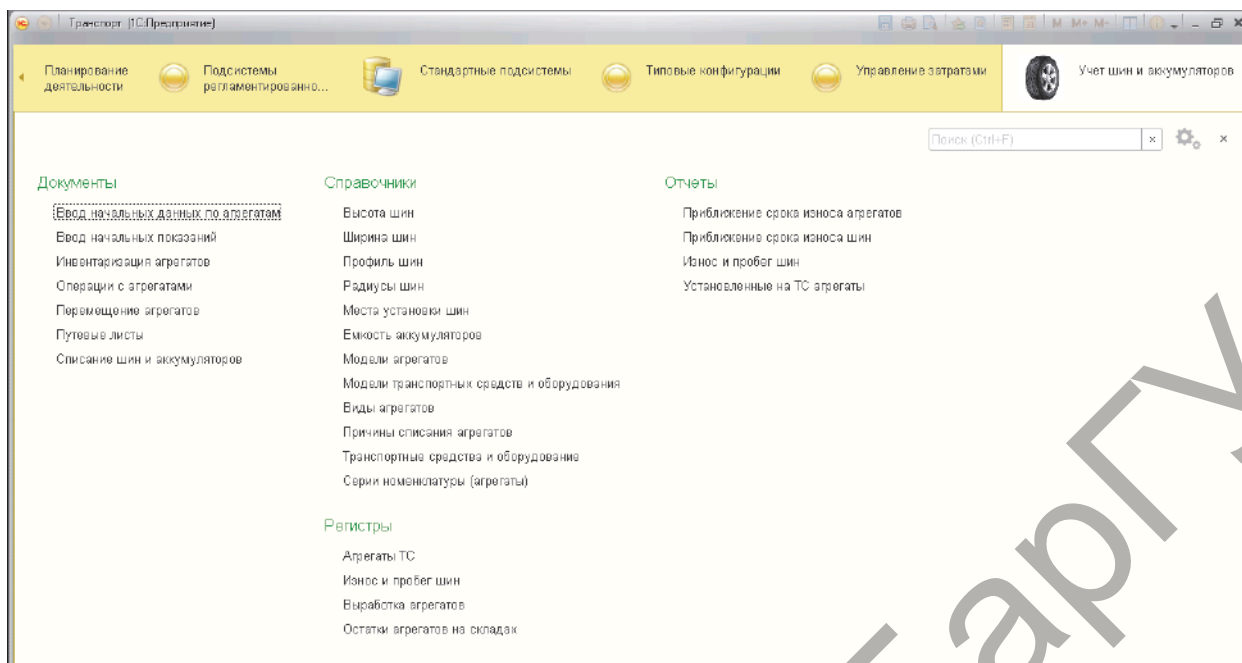 Транспорт (1С:Предприятие)
M M+ M-
Планирование
деятельности
Подсистемы
регламентированно...
Стандартные подсистемы
Типовые конфигурации
Управление затратами
Учет шин и аккумуляторов
Поиск (Ctrl+F)
Документы
Ввод начальных данных по агрегатам
Ввод начальных показаний
Инвентаризация агрегатов
Операции с агрегатами
Перемещение агрегатов
Путевые листы
Списание шин и аккумуляторов
Справочники
Высота шин
Ширина шин
Профиль шин
Радиусы шин
Места установки шин
Емкость аккумуляторов
Модели агрегатов
Модели транспортных средств и оборудования
Виды агрегатов
Причины списания агрегатов
Транспортные средства и оборудование
Серии номенклатуры (агрегаты)
Регистры
Агрегаты ТС
Износ и пробег шин
Выработка агрегатов
Остатки агрегатов на складах
Отчеты
Приближение срока износа агрегатов
Приближение срока износа шин
Износ и пробег шин
Установленные на ТС агрегаты
БарГУ